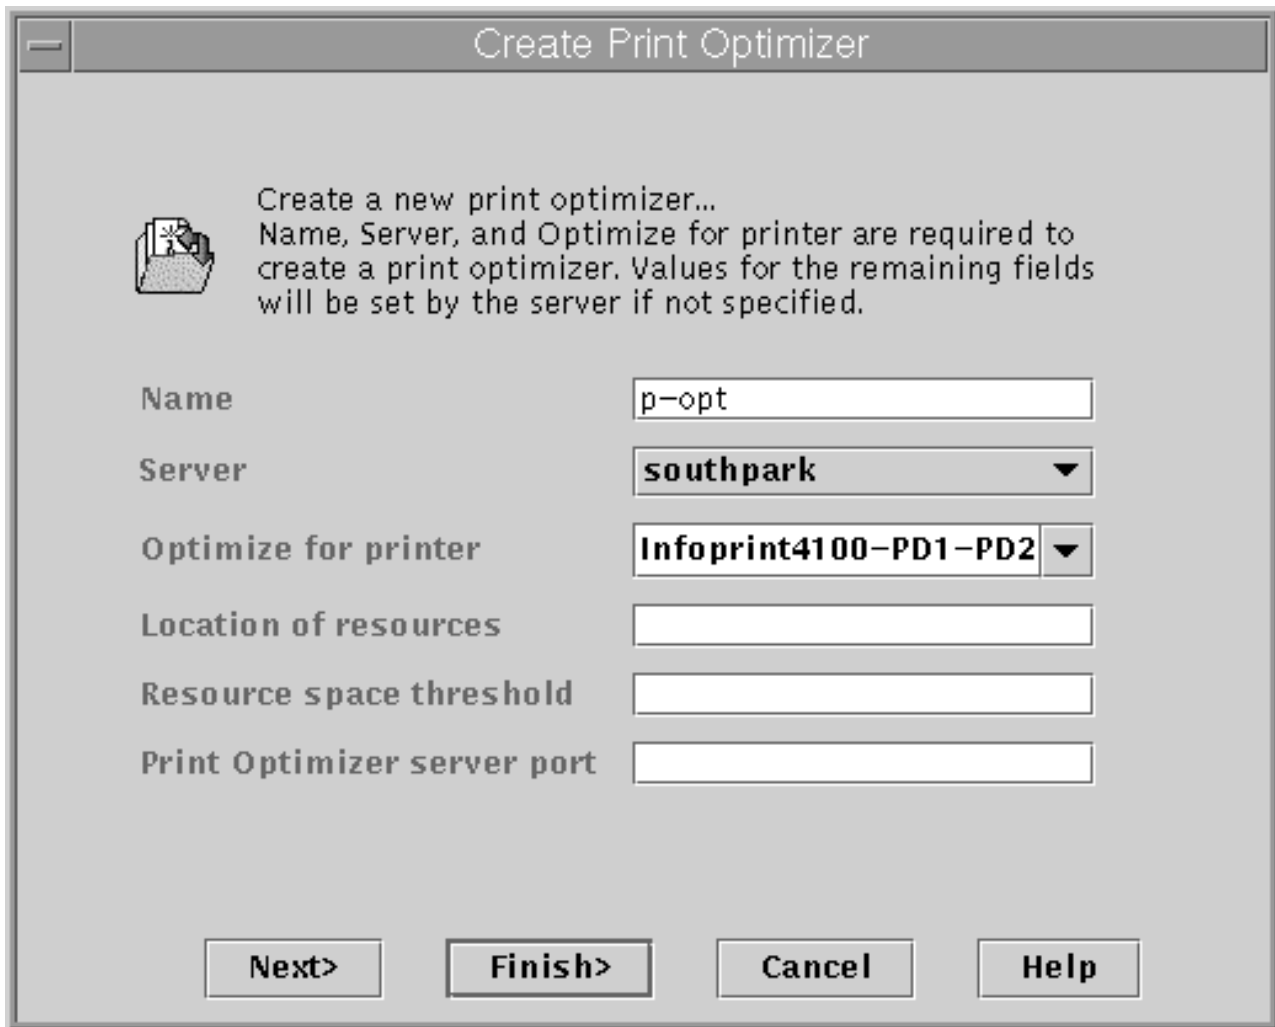 Create Print Optimizer
Create a new print optimizer...
Name, Server, and Optimize for printer are required to
create a print optimizer. Values for the remaining fields
will be set by the server if not specified.
Name p-opt
Server southpark
Optimize for printer Infoprint4100-PD1-PD2
Location of resources
Resource space threshold
Print Optimizer server port
Next> Finish> Cancel Help